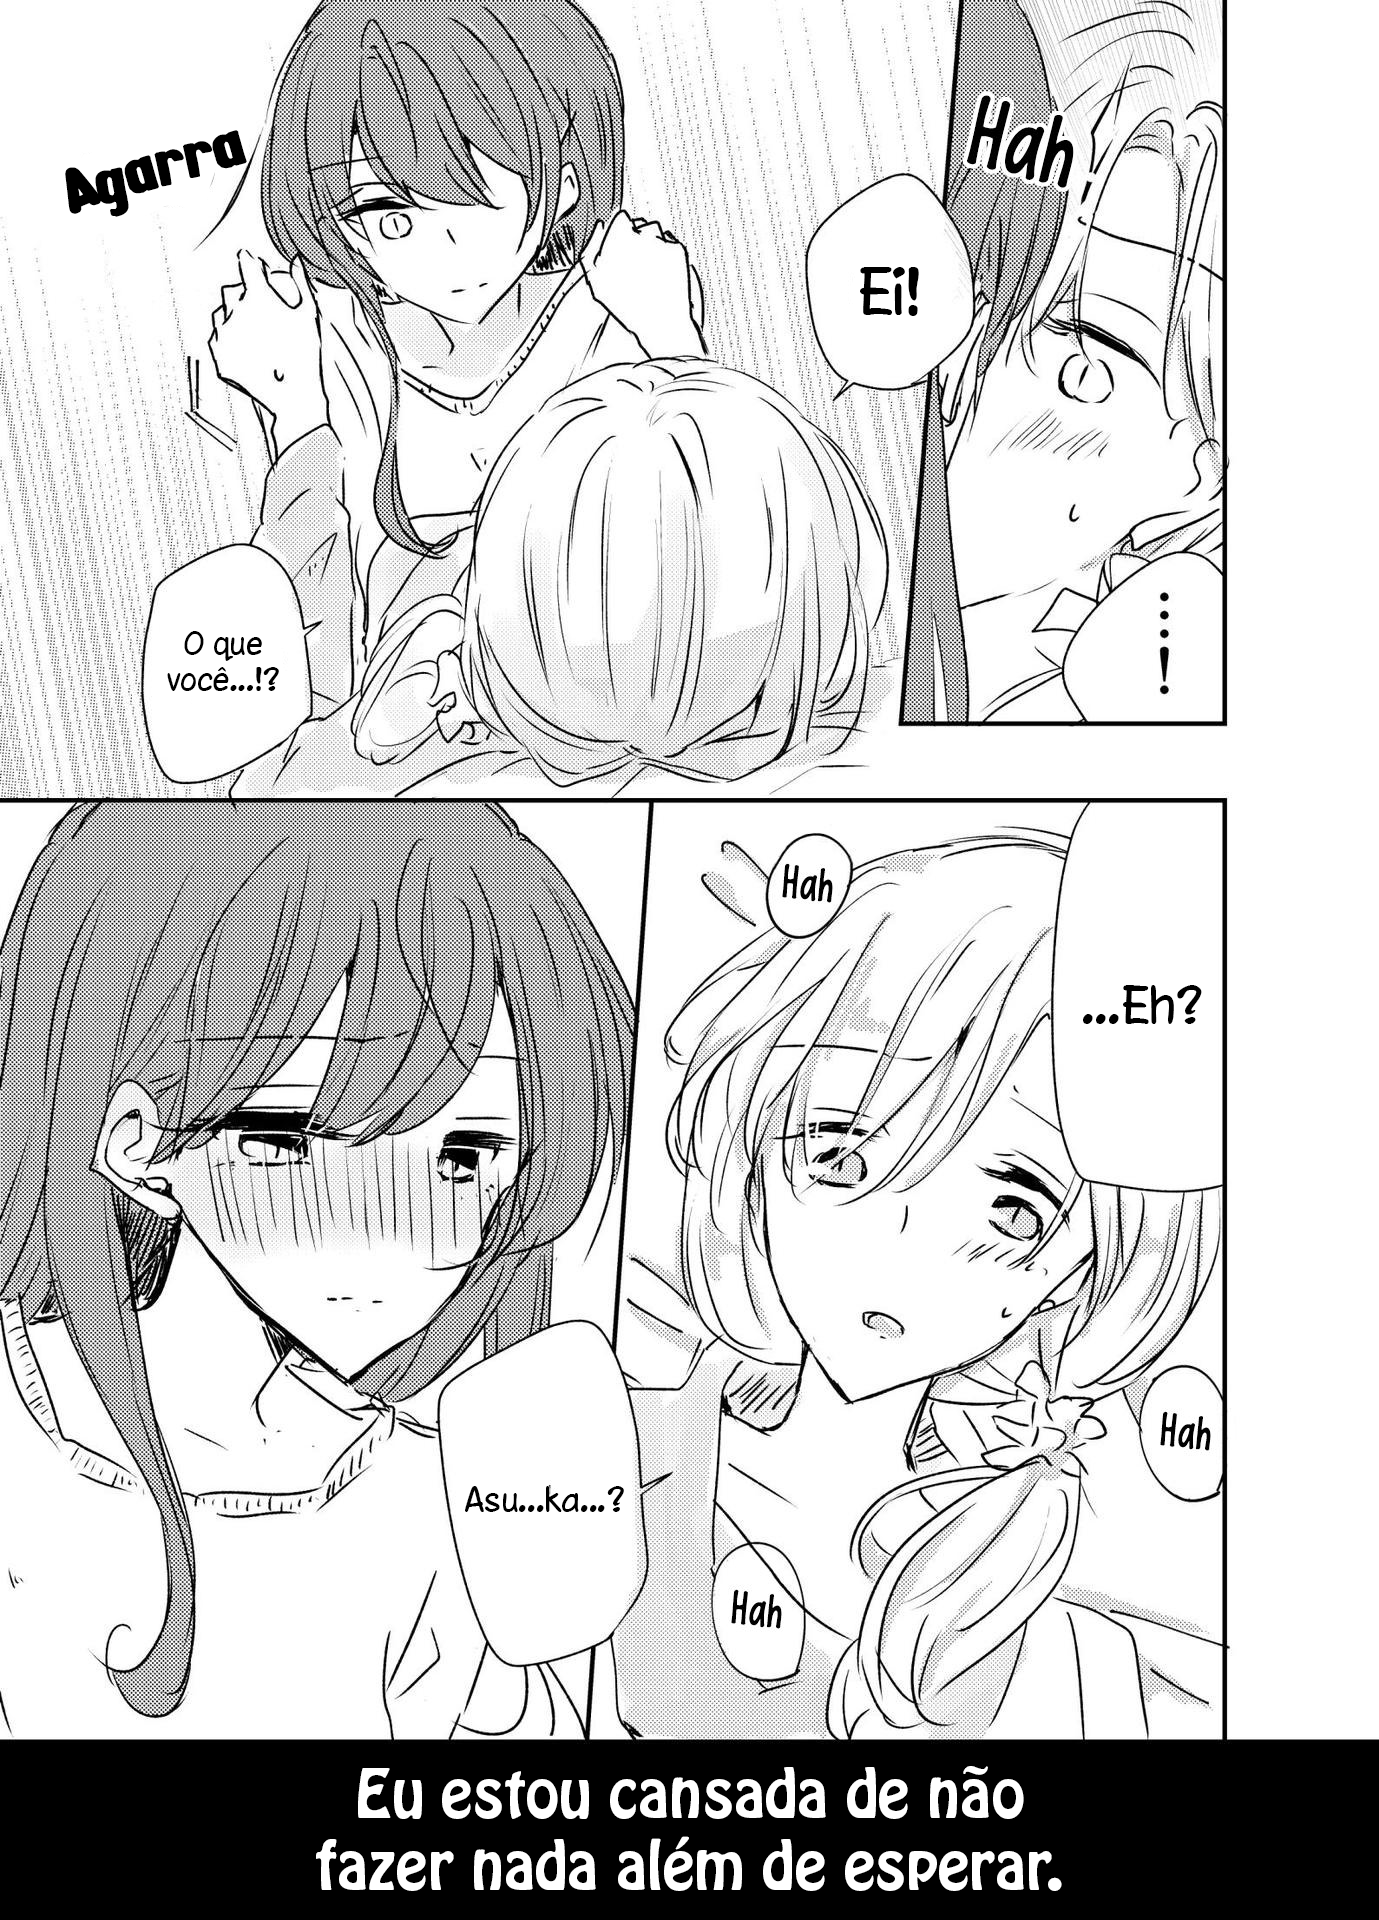 Hah
......!
Ei!
Agarra
O que
você...!?
...Eh?
Hah
Hah
Hah
Asu...ka...?
Eu estou cansada de não
fazer nada além de esperar.